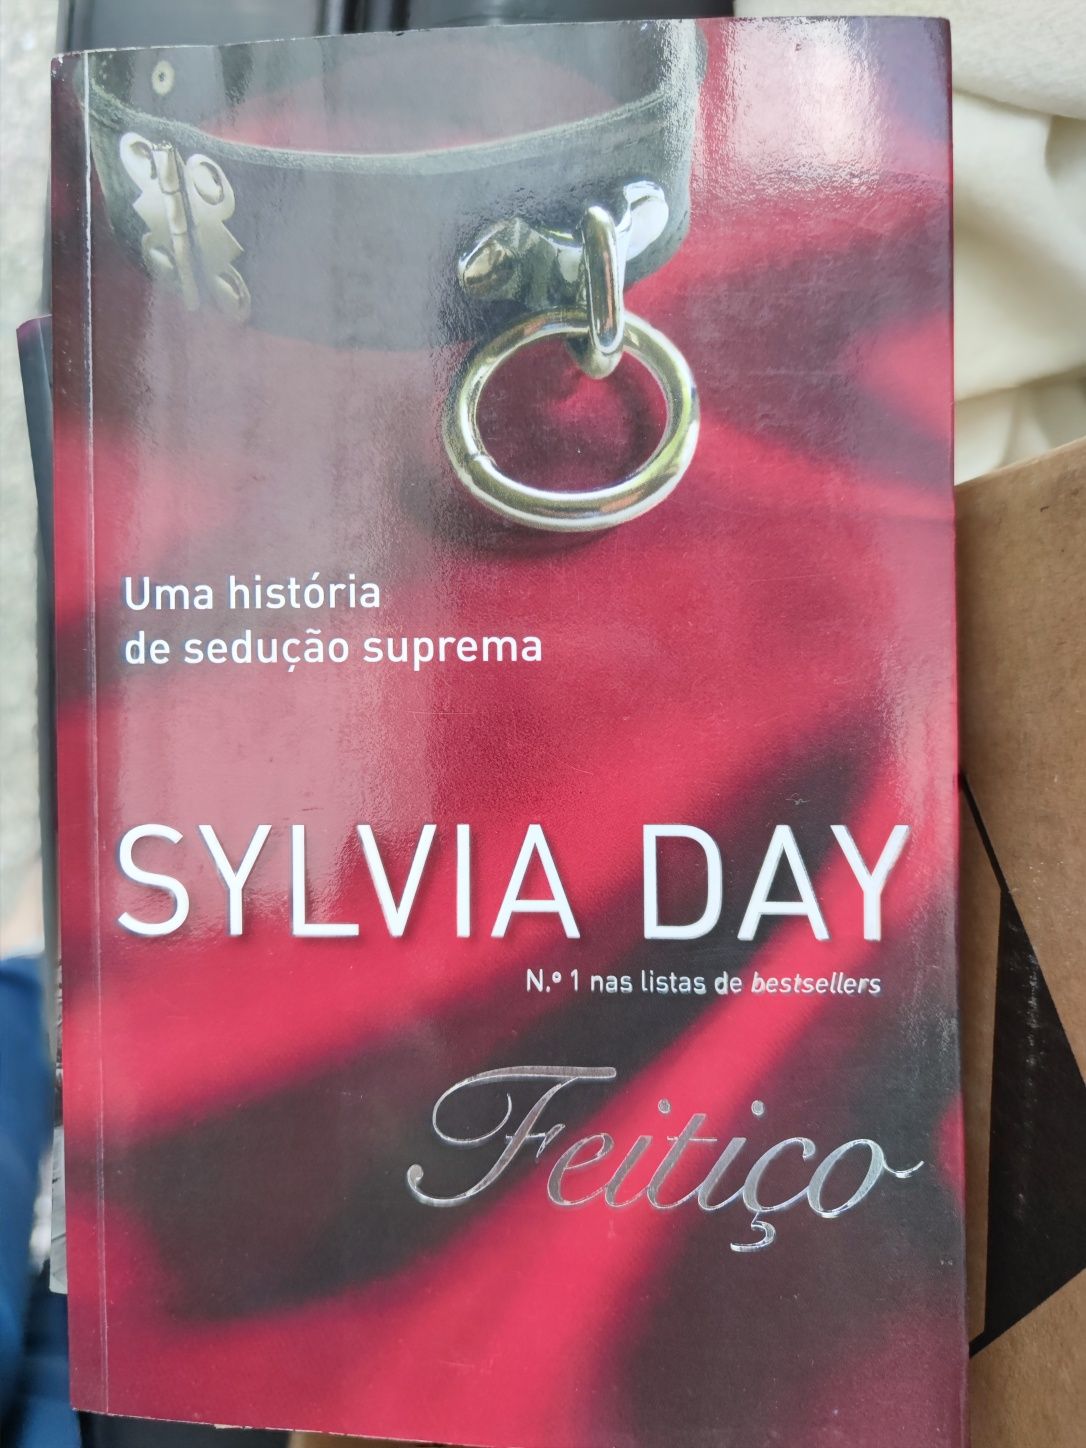 Uma história
de sedução suprema
SYLVIA DAY
N.º 1 nas listas de bestsellers
Feitiço